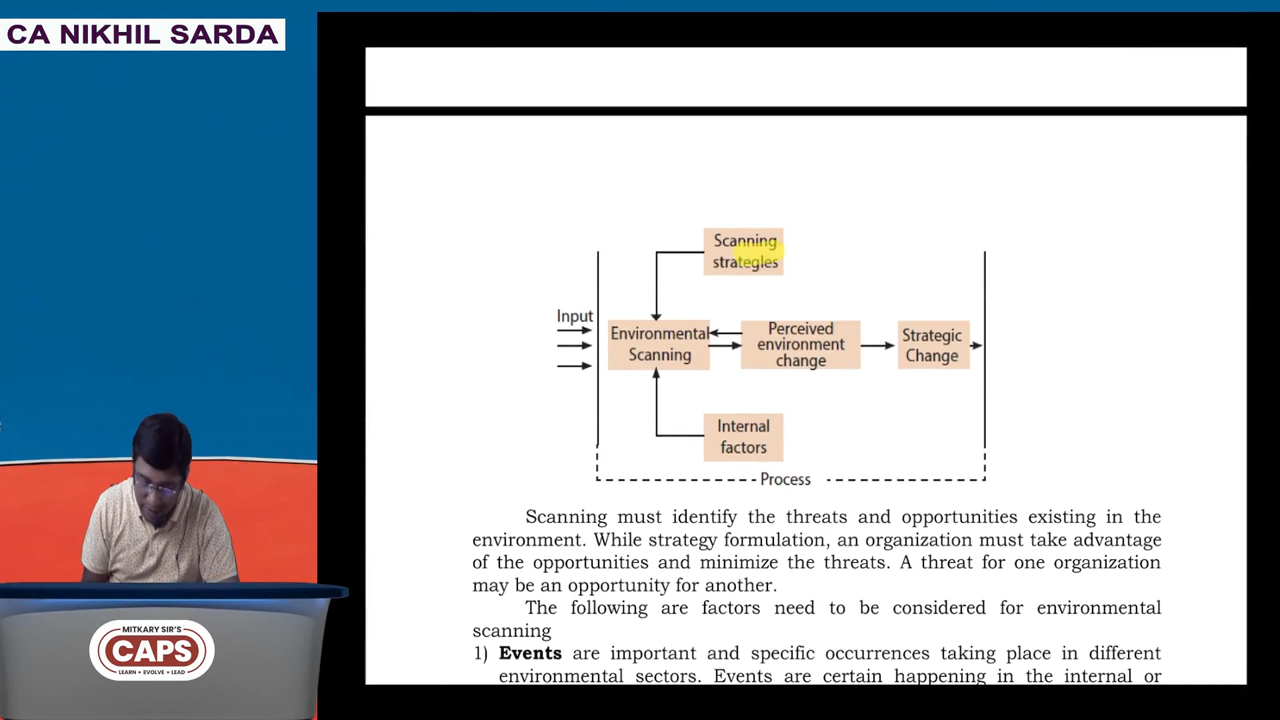 CA NIKHIL SARDA
Scanning
strategles
Input
Environmental
Scanning
Perceived
environment
change
Strategic
Change
Internal
factors
Process
Scanning must identify the threats and opportunities existing in the
environment. While strategy formulation, an organization must take advantage
of the opportunities and minimize the threats. A threat for one organization
may be an opportunity for another.
The following are factors need to be considered for environmental
scanning
1) Events are important and specific occurrences taking place in different
environmental sectors. Events are certain happening in the internal or
MITKARY SIR'S
CAPS
LEARN • EVOLVE • LEAD